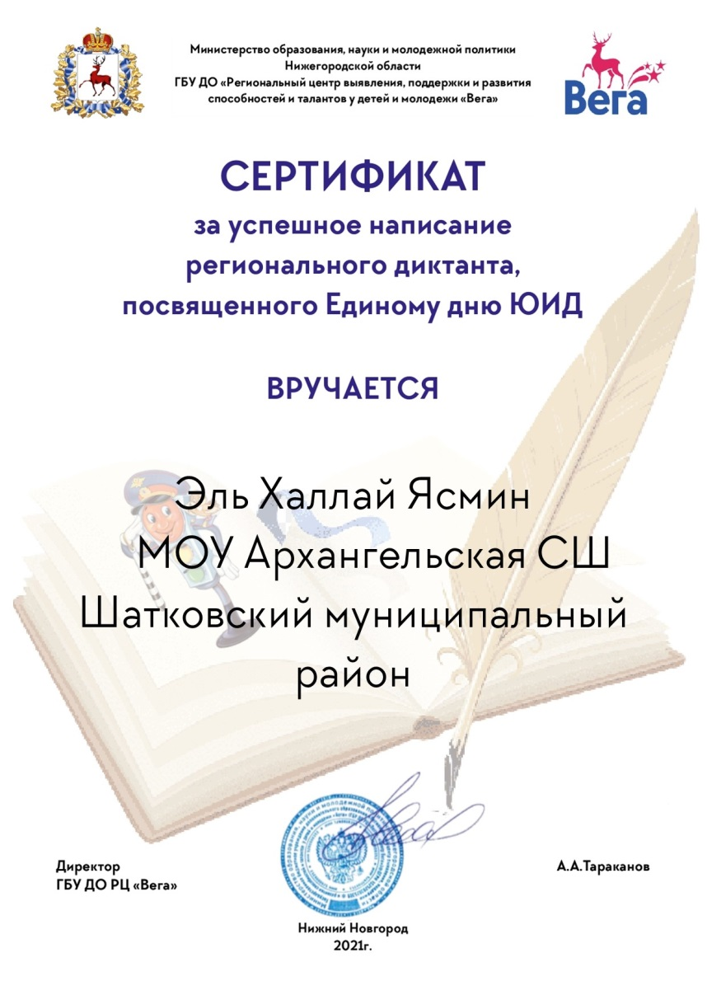 Министерство образования, науки и молодежной политики
Нижегородской области
ГБУ ДО «Региональный центр выявления, поддержки и развития
способностей и талантов у детей и молодежи «Вега»
Вега
СЕРТИФИКАТ
за успешное написание
регионального диктанта,
посвященного Единому дню ЮИД
ВРУЧАЕТСЯ
Эль Халлай Ясмин
МОУ Архангельская СШ
Шатковский муниципальный
район
Директор
ГБУ ДО РЦ «Вега»
А.А.Тараканов
Нижний Новгород
2021г.